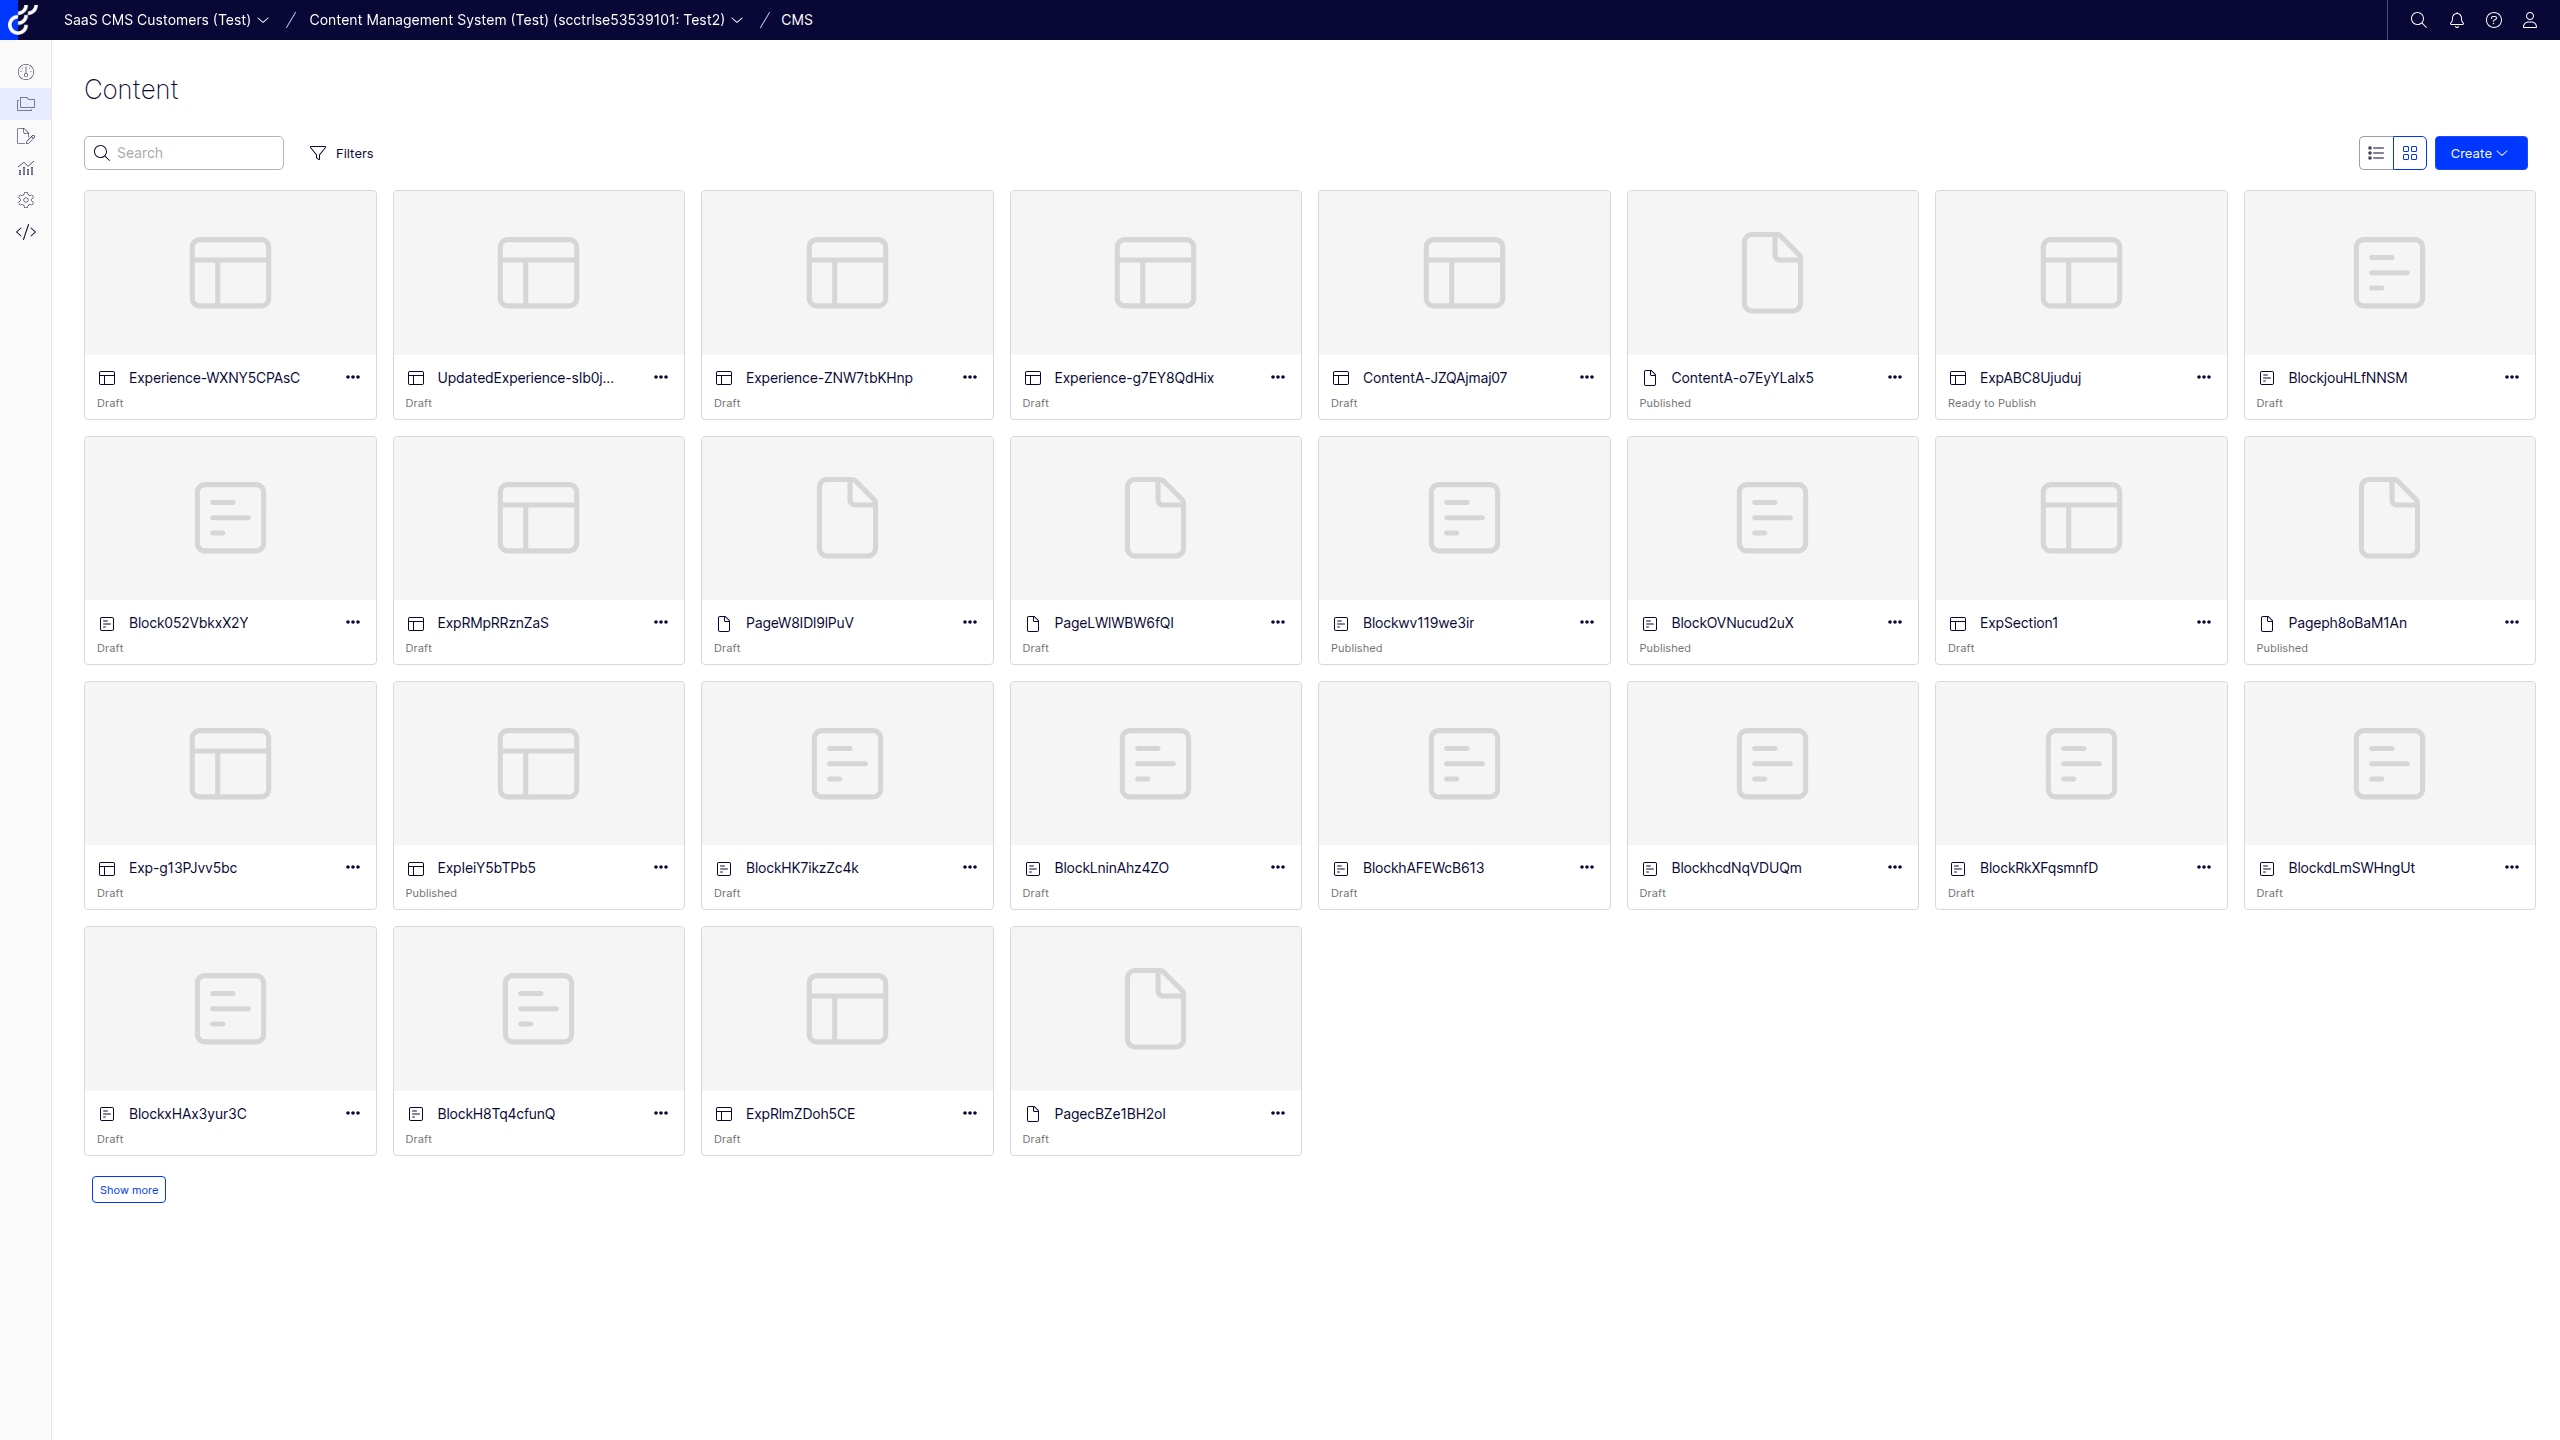 SaaS CMS Customers (Test) / Content Management System (Test) (scctrlse53539101: Test2) / CMS
Content
Search
Filters
Create
Experience-WXNY5CPAsC
UpdatedExperience-slb0j...
Experience-ZNW7tbKHnp
Experience-g7EY8QdHix
ContentA-JZQAjmaj07
ContentA-o7EyYLalx5
ExpABC8Ujuduj
BlockjouHLfNNSM
Draft
Draft
Draft
Draft
Draft
Published
Ready to Publish
Draft
Block052VbkxX2Y
ExpRMpRRznZaS
PageW8IDl9lPuV
PageLWlWBW6fQl
Blockwv119we3ir
BlockOVNucud2uX
ExpSection1
Pageph8oBaM1An
Draft
Draft
Draft
Draft
Published
Published
Draft
Published
Exp-g13PJvv5bc
ExpleiY5bTPb5
BlockHK7ikzZc4k
BlockLninAhz4ZO
BlockhAFEWcB613
BlockhcdNqVDUQm
BlockRkXFqsmnfD
BlockdLmSWHngUt
Draft
Published
Draft
Draft
Draft
Draft
Draft
Draft
BlockxHAx3yur3C
BlockH8Tq4cfunQ
ExpRlmZDoh5CE
PagecBZe1BH2ol
Draft
Draft
Draft
Draft
Show more